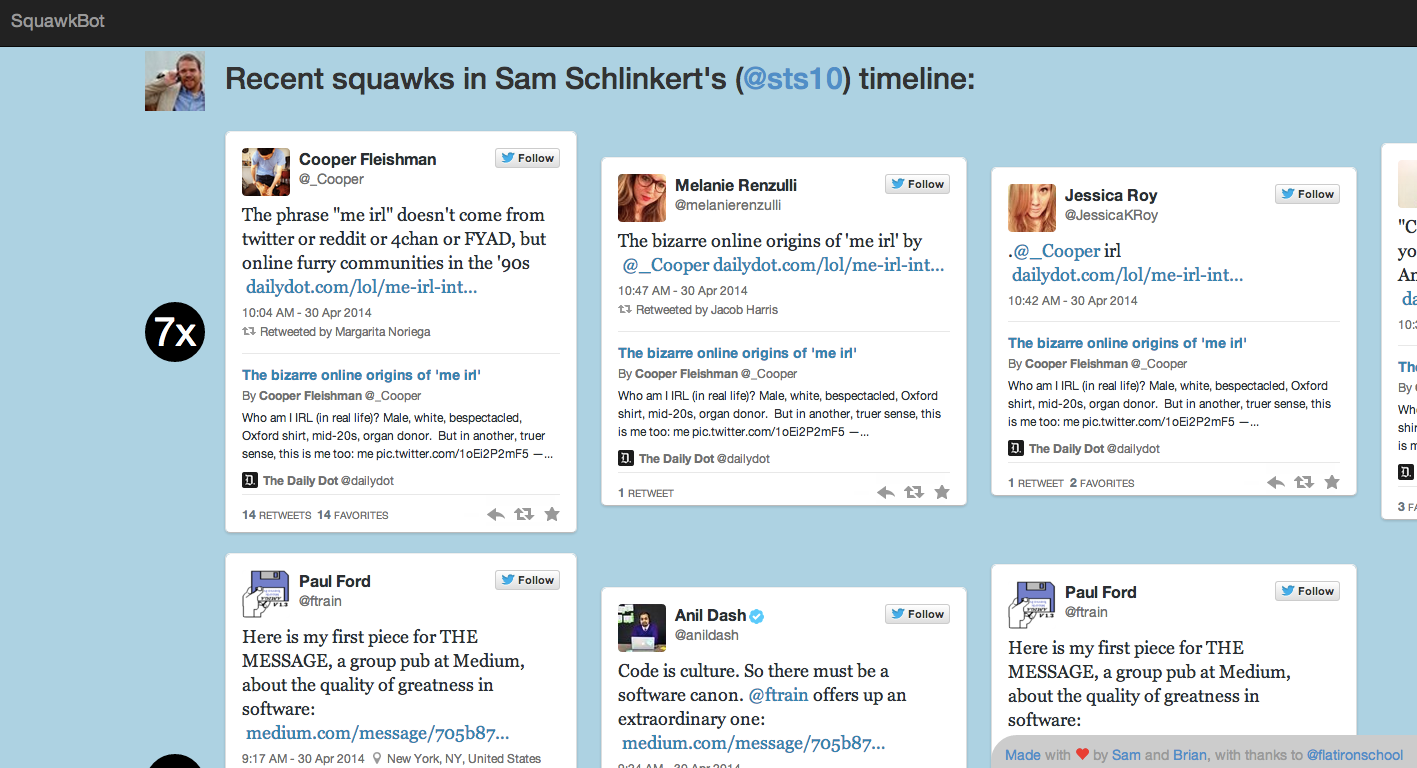 SquawkBot
Recent squawks in Sam Schlinkert's (@sts10) timeline:
7x
Cooper Fleishman
@_Cooper
Follow
The phrase "me irl" doesn't come from
twitter or reddit or 4chan or FYAD, but
online furry communities in the '90s
dailydot.com/lol/me-irl-int...
10:04 AM - 30 Apr 2014
Retweeted by Margarita Noriega
The bizarre online origins of 'me irl'
By Cooper Fleishman @_Cooper
Who am I IRL (in real life)? Male, white, bespectacled,
Oxford shirt, mid-20s, organ donor.  But in another, truer
sense, this is me too: me pic.twitter.com/1oEi2P2mF5 —...
D.
The Daily Dot @dailydot
14 RETWEETS 14 FAVORITES
Melanie Renzulli
@melanierenzulli
Follow
The bizarre online origins of 'me irl' by
@_Cooper dailydot.com/lol/me-irl-int...
10:47 AM - 30 Apr 2014
Retweeted by Jacob Harris
The bizarre online origins of 'me irl'
By Cooper Fleishman @_Cooper
Who am I IRL (in real life)? Male, white, bespectacled, Oxford
shirt, mid-20s, organ donor.  But in another, truer sense, this
is me too: me pic.twitter.com/1oEi2P2mF5 —...
D.
The Daily Dot @dailydot
1 RETWEET
Jessica Roy
@JessicaKRoy
Follow
.@_Cooper irl
dailydot.com/lol/me-irl-int...
10:42 AM - 30 Apr 2014
The bizarre online origins of 'me irl'
By Cooper Fleishman @_Cooper
Who am I IRL (in real life)? Male, white, bespectacled, Oxford
shirt, mid-20s, organ donor.  But in another, truer sense, this
is me too: me pic.twitter.com/1oEi2P2mF5 —...
D.
The Daily Dot @dailydot
1 RETWEET 2 FAVORITES
"C
yo
An
da
10:3
Th
By
Wh
shir
is m
D.
3 FA
Paul Ford
@ftrain
Follow
Here is my first piece for THE
MESSAGE, a group pub at Medium,
about the quality of greatness in
software:
medium.com/message/705b87...
9:17 AM - 30 Apr 2014 New York, NY, United States
Anil Dash
@anildash
Follow
Code is culture. So there must be a
software canon. @ftrain offers up an
extraordinary one:
medium.com/message/705b87...
Paul Ford
@ftrain
Follow
Here is my first piece for THE
MESSAGE, a group pub at Medium,
about the quality of greatness in
software:
Made with ♥ by Sam and Brian, with thanks to @flatironschool